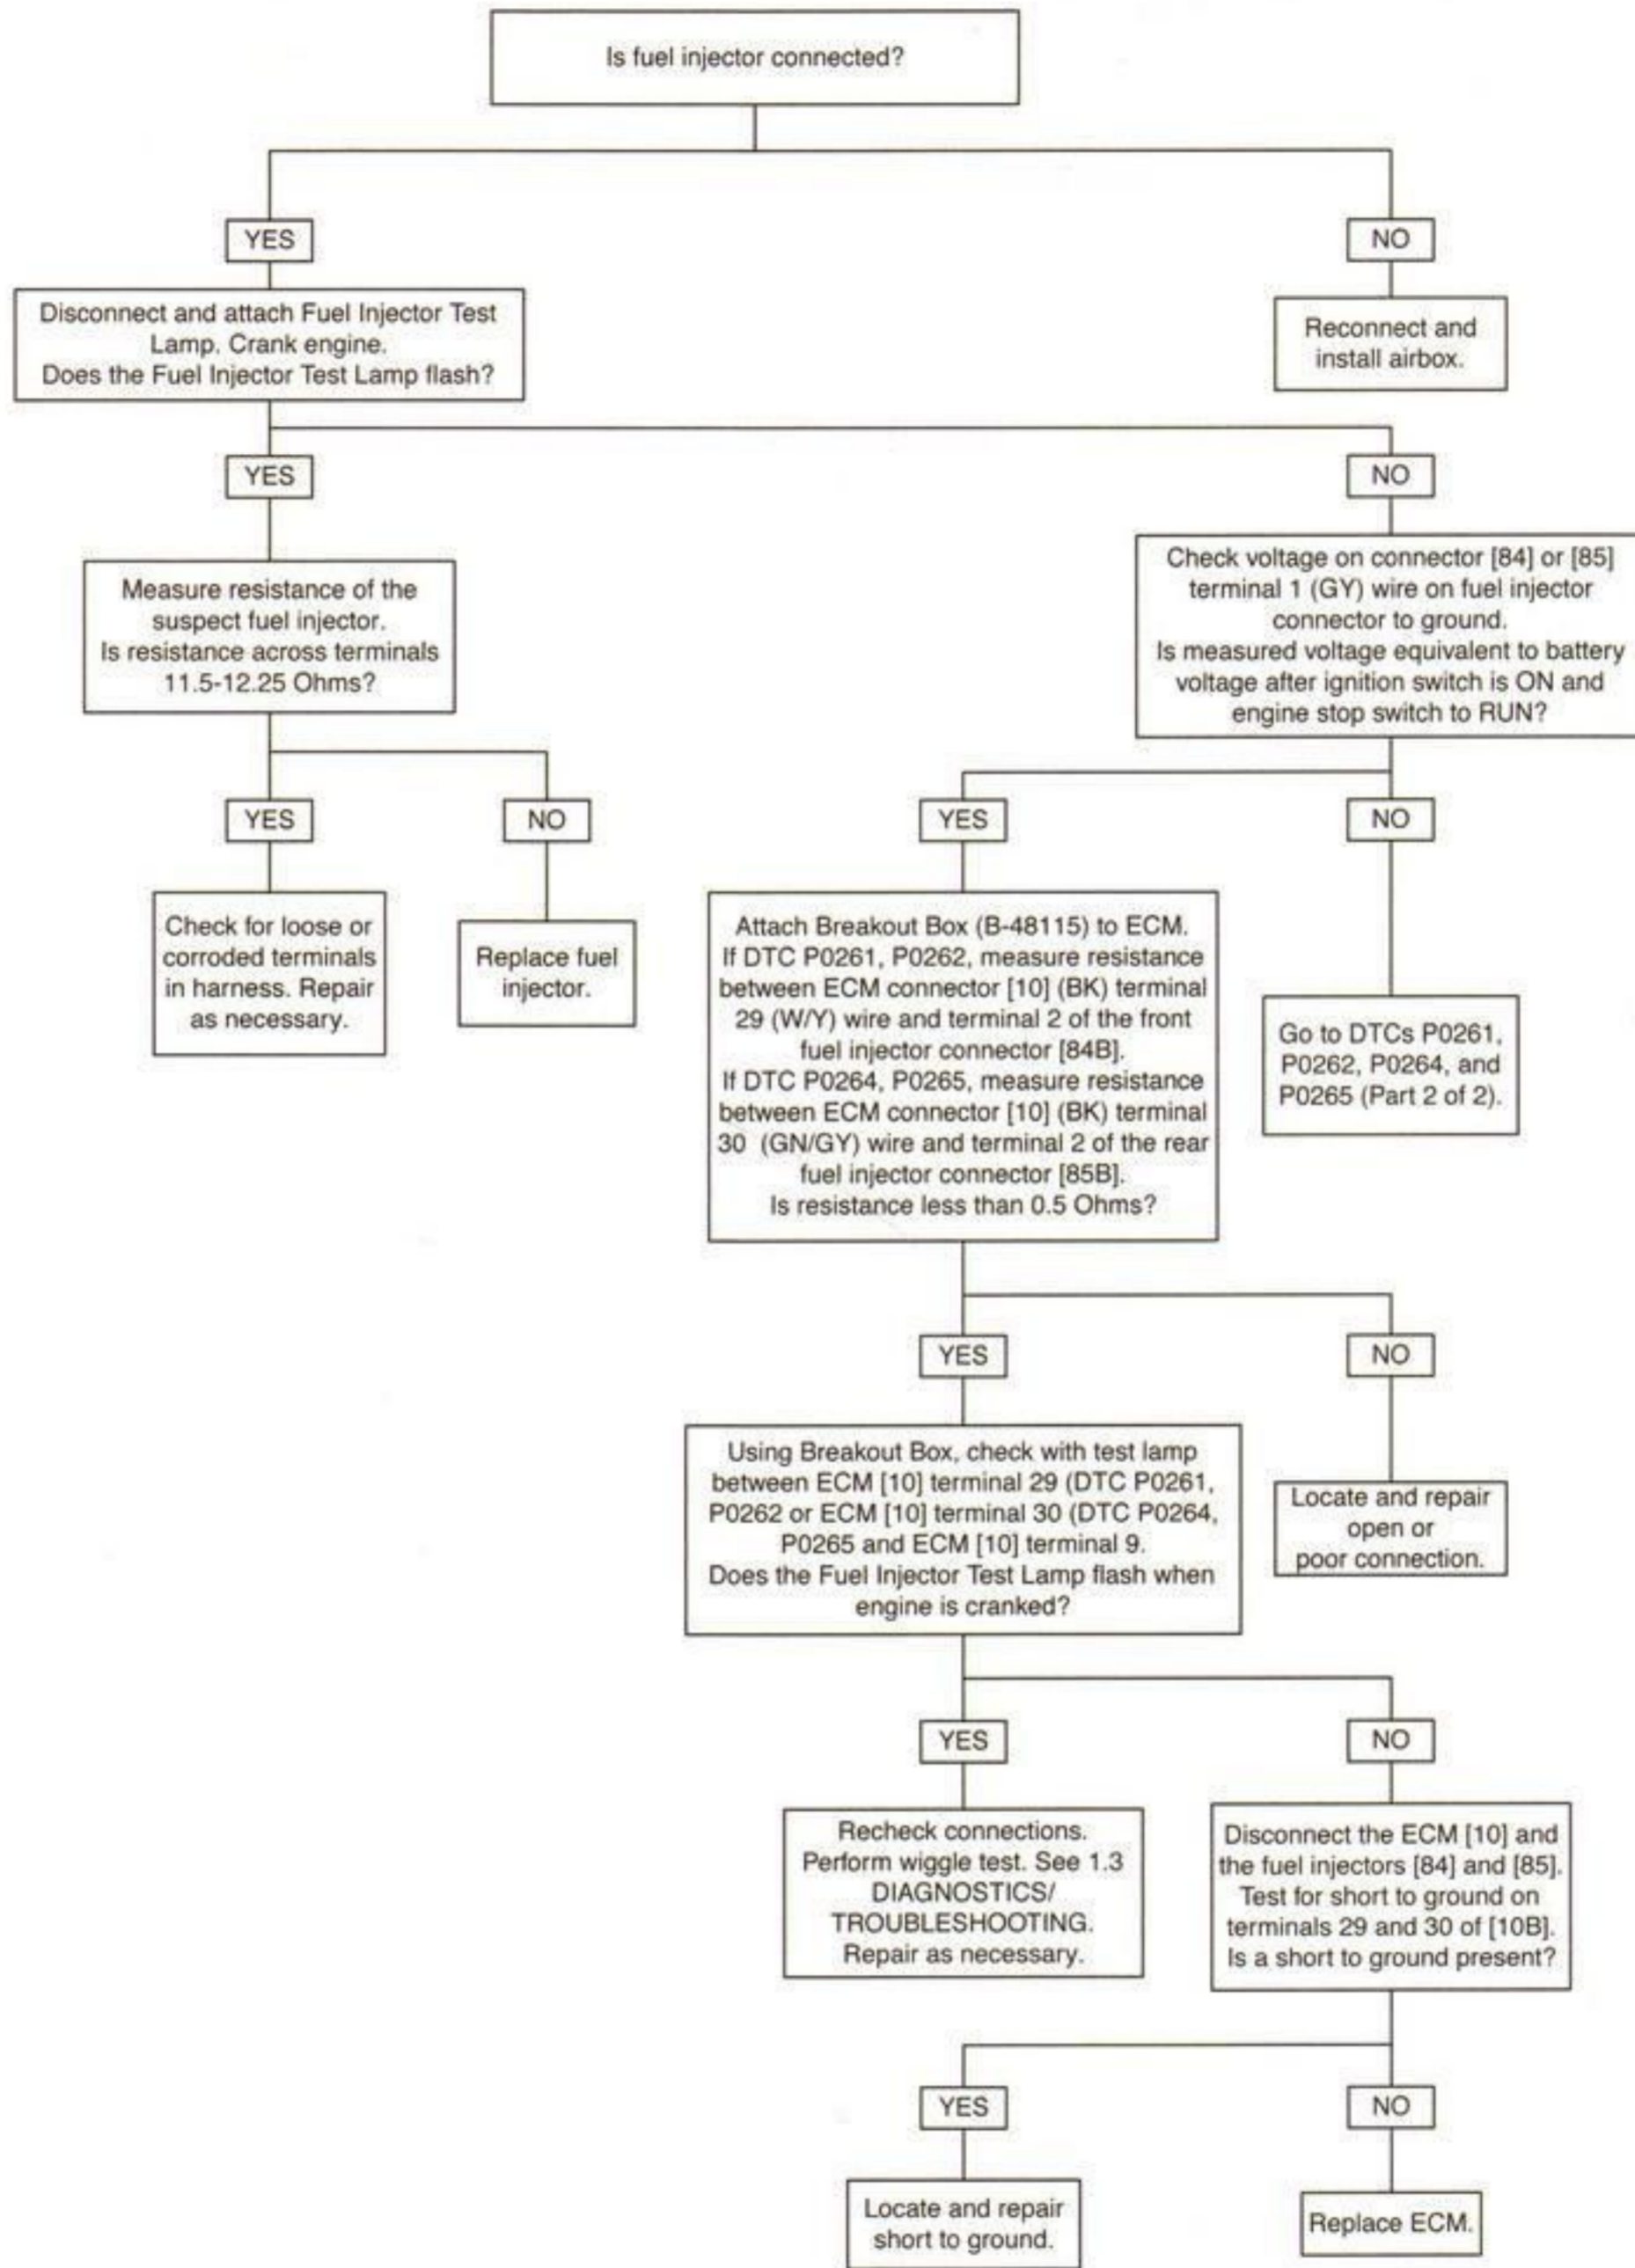 Is fuel injector connected?
YES
NO
Disconnect and attach Fuel Injector Test
Lamp. Crank engine.
Does the Fuel Injector Test Lamp flash?
Reconnect and
install airbox.
YES
NO
Measure resistance of the
suspect fuel injector.
Is resistance across terminals
11.5-12.25 Ohms?
Check voltage on connector [84] or [85]
terminal 1 (GY) wire on fuel injector
connector to ground.
Is measured voltage equivalent to battery
voltage after ignition switch is ON and
engine stop switch to RUN?
YES
NO
YES
NO
Check for loose or
corroded terminals
in harness. Repair
as necessary.
Replace fuel
injector.
Attach Breakout Box (B-48115) to ECM.
If DTC P0261, P0262, measure resistance
between ECM connector [10] (BK) terminal
29 (W/Y) wire and terminal 2 of the front
fuel injector connector [84B].
If DTC P0264, P0265, measure resistance
between ECM connector [10] (BK) terminal
30 (GN/GY) wire and terminal 2 of the rear
fuel injector connector [85B].
Is resistance less than 0.5 Ohms?
Go to DTCs P0261,
P0262, P0264, and
P0265 (Part 2 of 2).
YES
NO
Using Breakout Box, check with test lamp
between ECM [10] terminal 29 (DTC P0261,
P0262 or ECM [10] terminal 30 (DTC P0264,
P0265 and ECM [10] terminal 9.
Does the Fuel Injector Test Lamp flash when
engine is cranked?
Locate and repair
open or
poor connection.
YES
NO
Recheck connections.
Perform wiggle test. See 1.3
DIAGNOSTICS/
TROUBLESHOOTING.
Repair as necessary.
Disconnect the ECM [10] and
the fuel injectors [84] and [85].
Test for short to ground on
terminals 29 and 30 of [10B].
Is a short to ground present?
YES
NO
Locate and repair
short to ground.
Replace ECM.